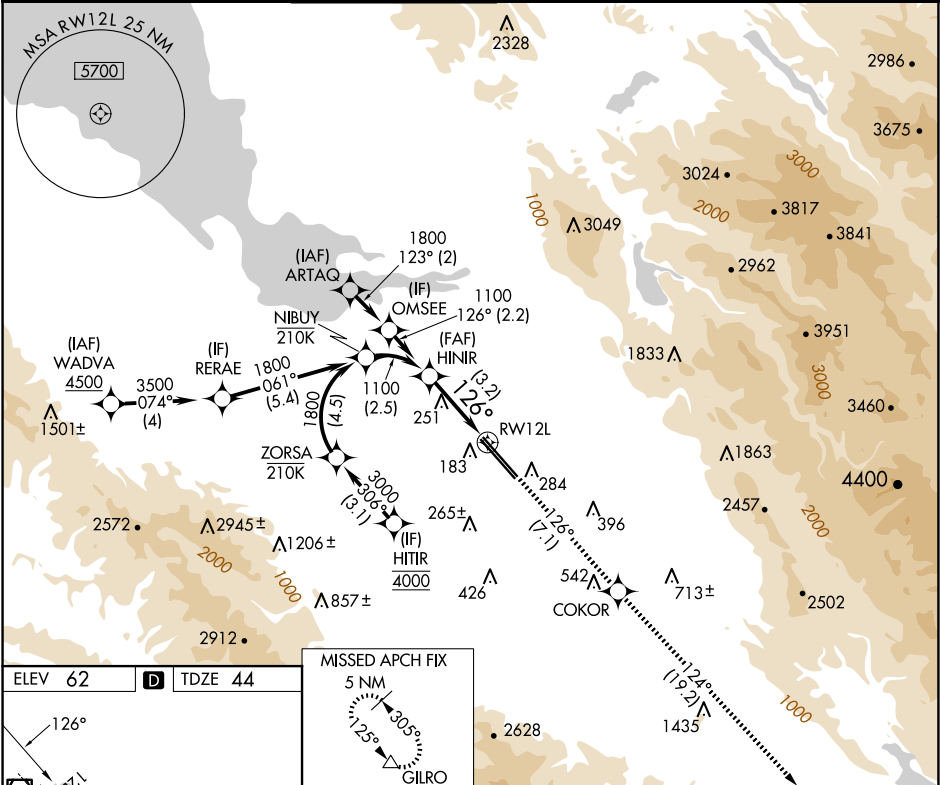 MSA RW12L 25 NM
5700
2328
2986
3675
3000
3024
2000
3817
3841
1000
3049
2962
1800
123° (2)
(IAF)
ARTAQ
(IF)
OMSEE
1100
126° (2.2)
NIBUY
210K
(FAF)
HINIR
3951
3000
1833
(IAF)
WADVA
4500
(IF)
RERAE
3500
074°
(4)
1800
061°
(5.4)
1100
(2.5)
(3.2)
126°
3460
1501±
251
1800
(4.5)
RW12L
ZORSA
210K
183
284
1863
4400
3000
306°
(3.1)
2457
2000
2572
2945±
2000
1206±
1000
265±
(IF)
HITIR
4000
396
126°
(7.1)
426
542
COKOR
713±
2502
857±
2912
124°
(19.2)
1435
1000
ELEV 62
D
TDZE 44
126°
MISSED APCH FIX
5 NM
305°
125°
GILRO
2628